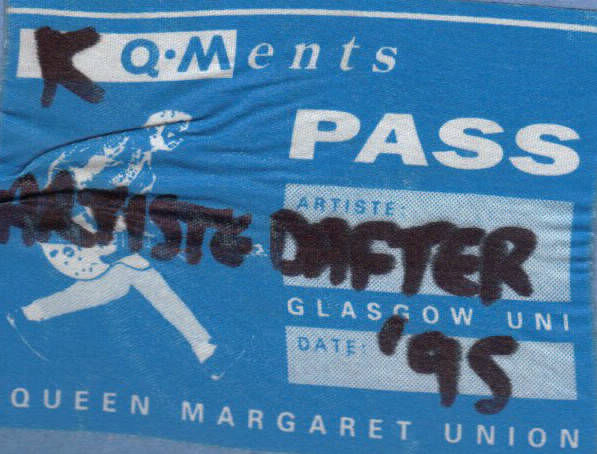 K Q·Ments
PASS
ARTISTE:
ARTISTE DAFTER
GLASGOW UNI
DATE: '95
QUEEN MARGARET UNION